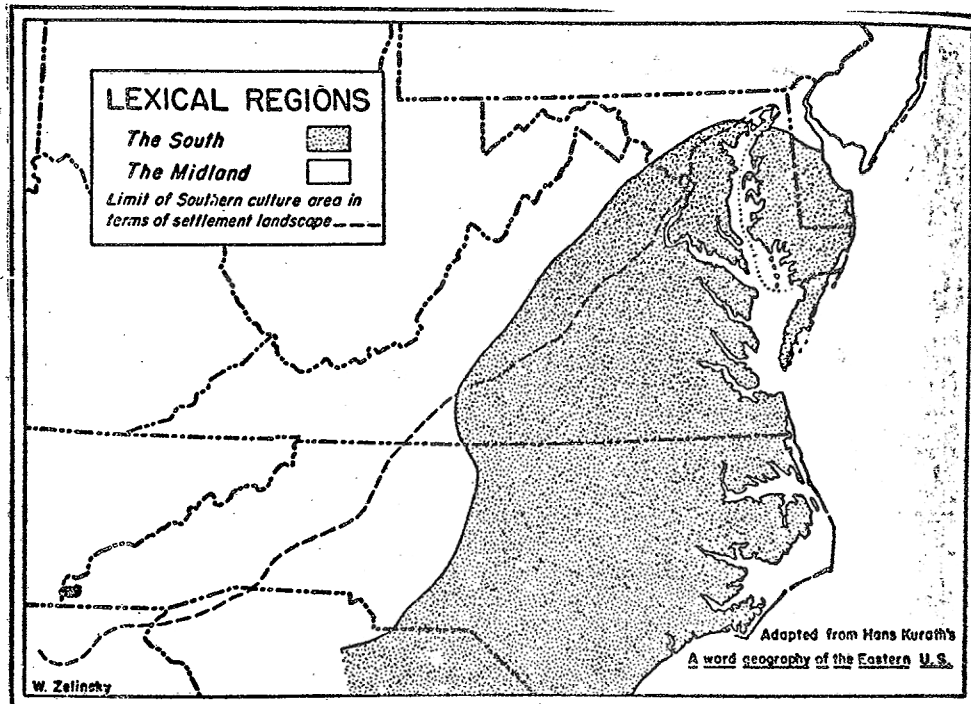 LEXICAL REGIONS
The South
The Midland
Limit of Southern culture area in
terms of settlement landscape
Adapted from Hans Kurath's
A word geography of the Eastern U.S.
W. Zelinsky